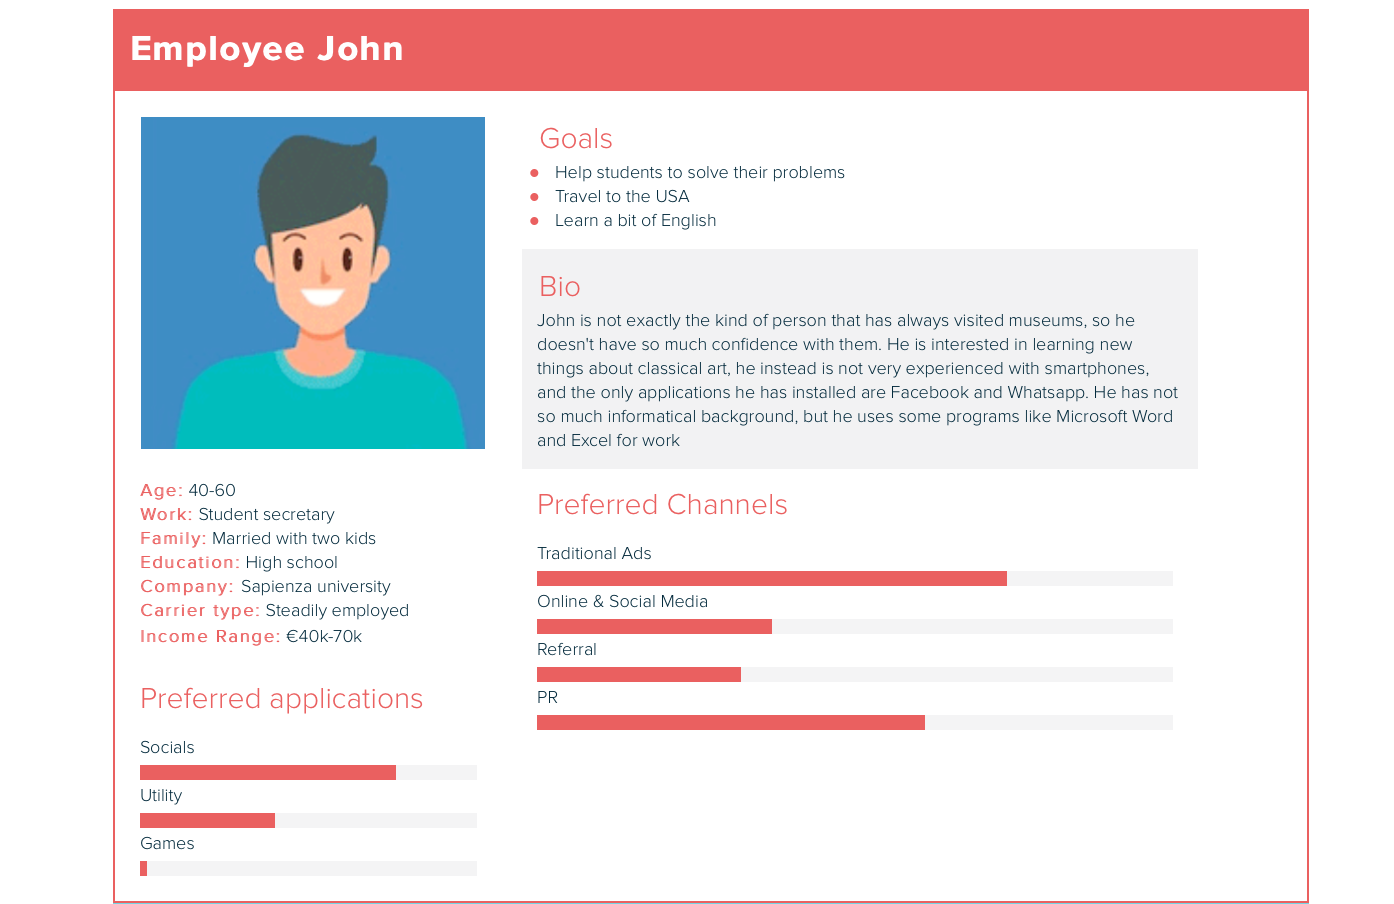 Employee John
Goals
Help students to solve their problems
Travel to the USA
Learn a bit of English
Bio
John is not exactly the kind of person that has always visited museums, so he
doesn't have so much confidence with them. He is interested in learning new
things about classical art, he instead is not very experienced with smartphones,
and the only applications he has installed are Facebook and Whatsapp. He has not
so much informatical background, but he uses some programs like Microsoft Word
and Excel for work
Age: 40-60
Work: Student secretary
Family: Married with two kids
Education: High school
Company: Sapienza university
Carrier type: Steadily employed
Income Range: €40k-70k
Preferred applications
Socials
Utility
Games
Preferred Channels
Traditional Ads
Online & Social Media
Referral
PR